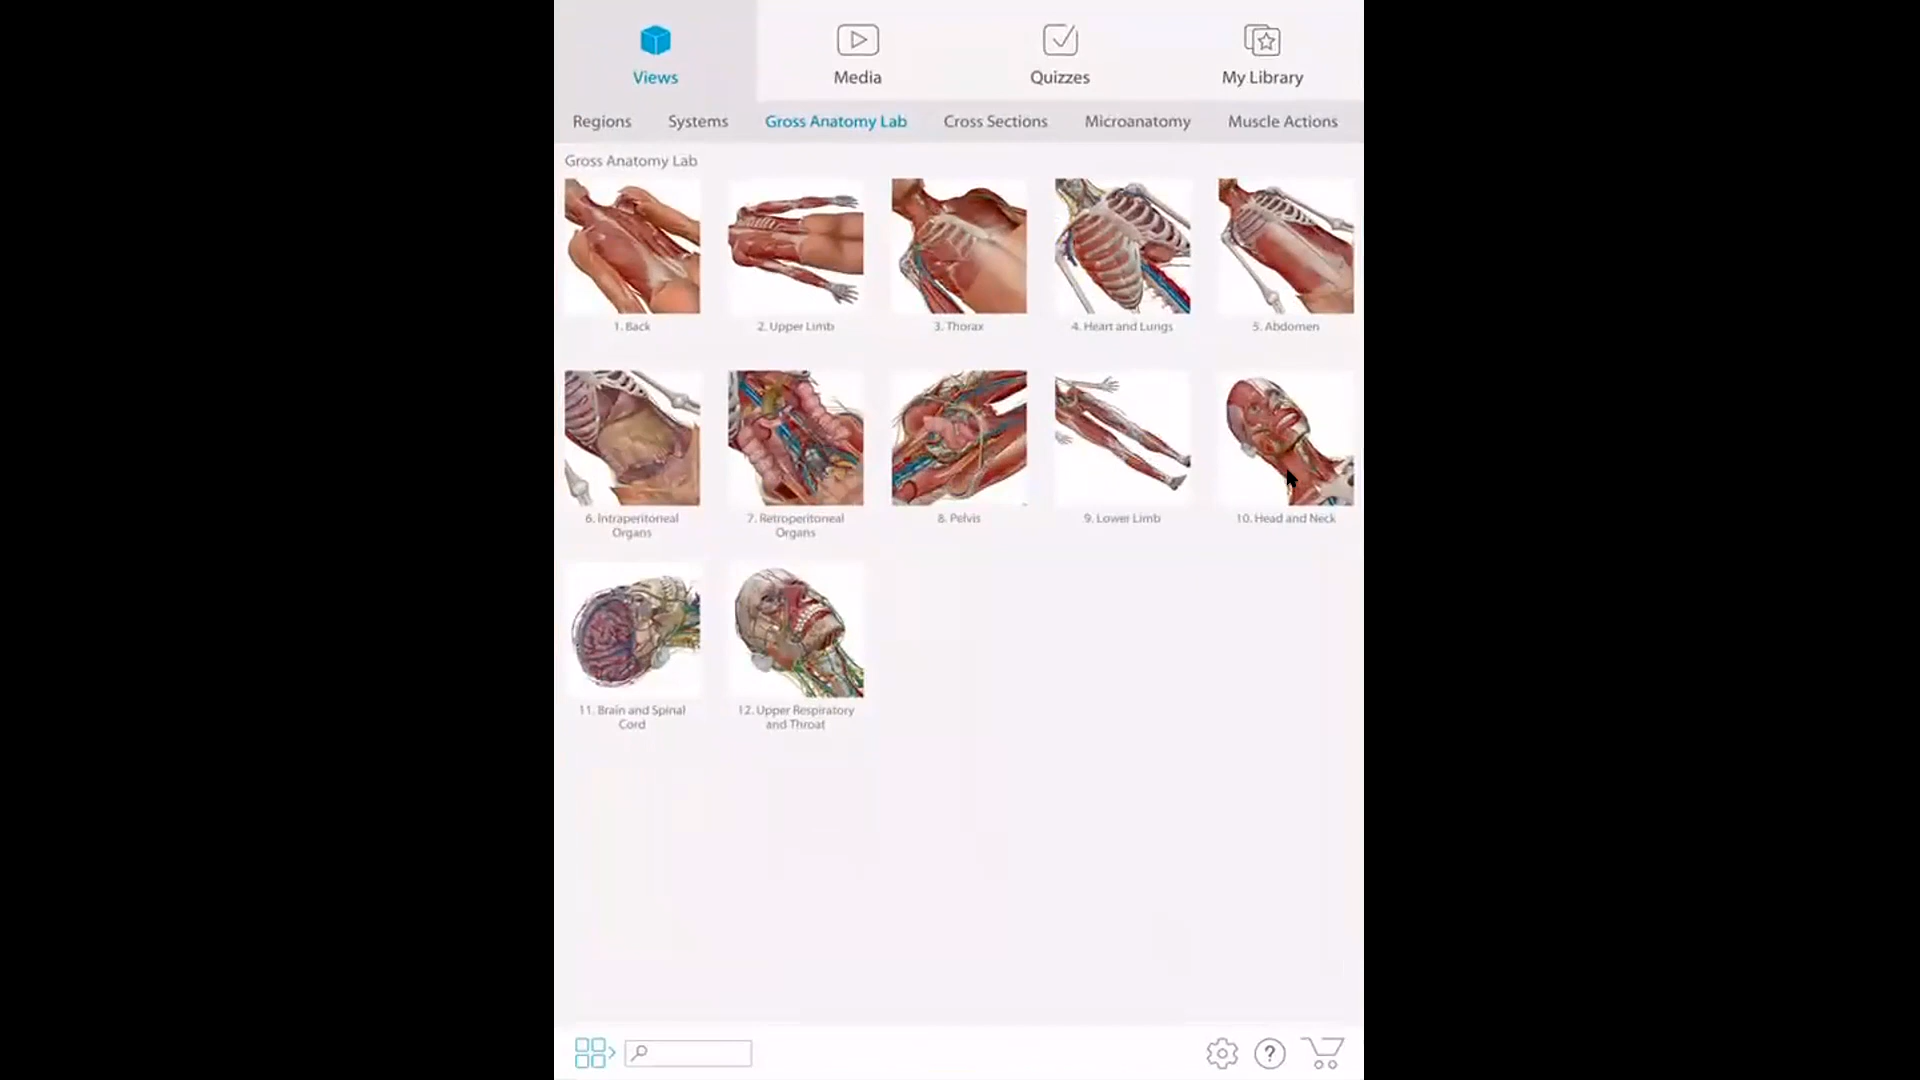 Views
Media
Quizzes
My Library
Regions
Systems
Gross Anatomy Lab
Cross Sections
Microanatomy
Muscle Actions
Gross Anatomy Lab
1. Back
2. Upper Limb
3. Thorax
4. Heart and Lungs
5. Abdomen
6. Intraperitoneal
Organs
7. Retroperitoneal
Organs
8. Pelvis
9. Lower Limb
10. Head and Neck
11. Brain and Spinal
Cord
12. Upper Respiratory
and Throat
?